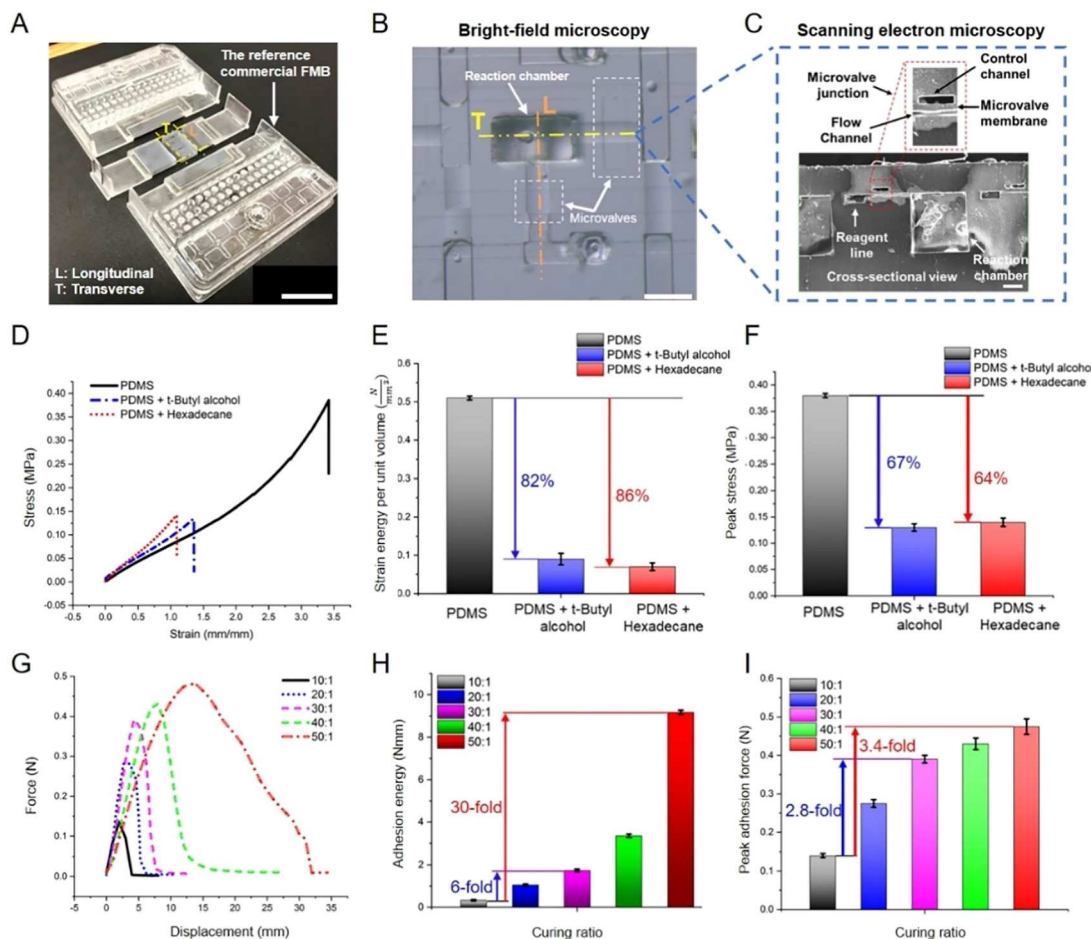 A
The reference
commercial FMB
T
L
L: Longitudinal
T: Transverse
B
Bright-field microscopy
Reaction chamber
T
L
Microvalves
C
Scanning electron microscopy
Microvalve
junction
Control
channel
Flow
Channel
Microvalve
membrane
Reagent
line
Reaction
chamber
Cross-sectional view
D
PDMS
PDMS + t-Butyl alcohol
PDMS + Hexadecane
Stress (MPa)
0.40
0.35
0.30
0.25
0.20
0.15
0.10
0.05
0.00
-0.05
0.0 0.5 1.0 1.5 2.0 2.5 3.0 3.5
Strain (mm/mm)
E
PDMS
PDMS + t-Butyl alcohol
PDMS + Hexadecane
Strain energy per unit volume (N/mm²)
0.6
0.5
0.4
0.3
0.2
0.1
0.0
82%
86%
PDMS PDMS + t-Butyl alcohol PDMS + Hexadecane
F
PDMS
PDMS + t-Butyl alcoho
PDMS + Hexadecane
Peak stress (MPa)
0.40
0.35
0.30
0.25
0.20
0.15
0.10
0.05
0.00
67%
64%
PDMS PDMS + t-Butyl alcohol PDMS + Hexadecane
G
10:1
20:1
30:1
40:1
50:1
Force (N)
0.5
0.4
0.3
0.2
0.1
0.0
0 5 10 15 20 25 30 35
Displacement (mm)
H
10:1
20:1
30:1
40:1
50:1
Adhesion energy (Nmm)
10
8
6
4
2
0
30-fold
6-fold
Curing ratio
I
10:1
20:1
30:1
40:1
50:1
Peak adhesion force (N)
0.5
0.4
0.3
0.2
0.1
0.0
3.4-fold
2.8-fold
Curing ratio